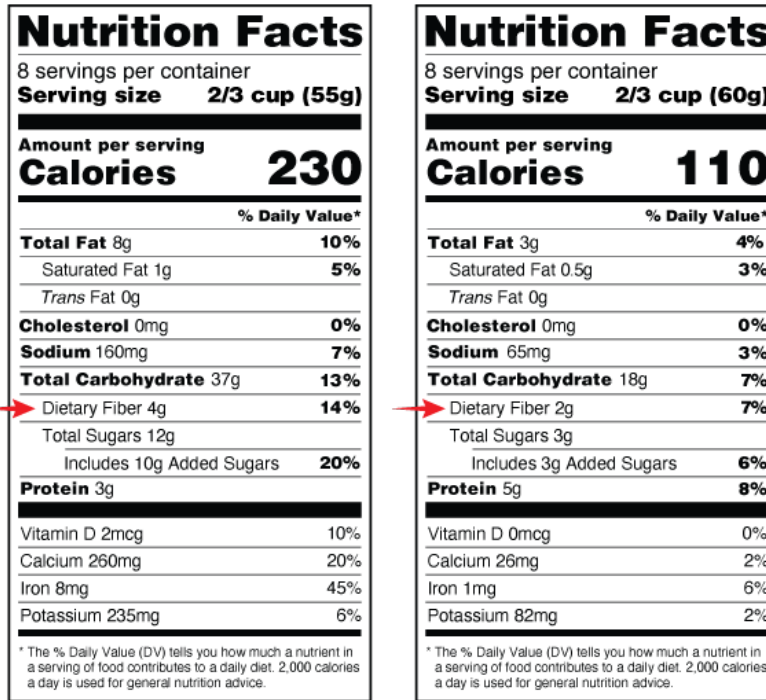 Nutrition Facts
8 servings per container
Serving size 2/3 cup (55g)
Amount per serving
Calories 230
% Daily Value*
Total Fat 8g 10%
Saturated Fat 1g 5%
Trans Fat 0g
Cholesterol 0mg 0%
Sodium 160mg 7%
Total Carbohydrate 37g 13%
Dietary Fiber 4g 14%
Total Sugars 12g
Includes 10g Added Sugars 20%
Protein 3g
Vitamin D 2mcg 10%
Calcium 260mg 20%
Iron 8mg 45%
Potassium 235mg 6%
* The % Daily Value (DV) tells you how much a nutrient in
a serving of food contributes to a daily diet. 2,000 calories
a day is used for general nutrition advice.
Nutrition Facts
8 servings per container
Serving size 2/3 cup (60g)
Amount per serving
Calories 110
% Daily Value*
Total Fat 3g 4%
Saturated Fat 0.5g 3%
Trans Fat 0g
Cholesterol 0mg 0%
Sodium 65mg 3%
Total Carbohydrate 18g 7%
Dietary Fiber 2g 7%
Total Sugars 3g
Includes 3g Added Sugars 6%
Protein 5g 8%
Vitamin D 0mcg 0%
Calcium 26mg 2%
Iron 1mg 6%
Potassium 82mg 2%
* The % Daily Value (DV) tells you how much a nutrient in
a serving of food contributes to a daily diet. 2,000 calories
a day is used for general nutrition advice.